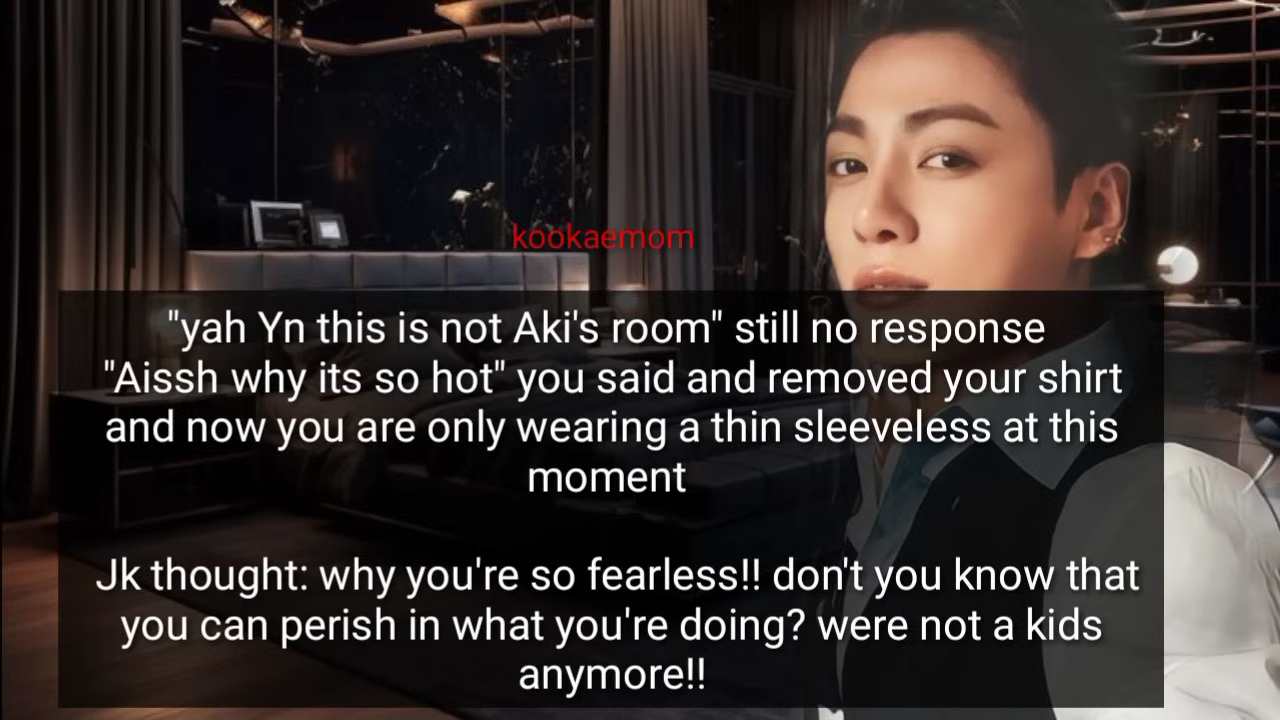 kookaemom
"yah Yn this is not Aki's room" still no response
"Aissh why its so hot" you said and removed your shirt
and now you are only wearing a thin sleeveless at this
moment
Jk thought: why you're so fearless!! don't you know that
you can perish in what you're doing? were not a kids
anymore!!